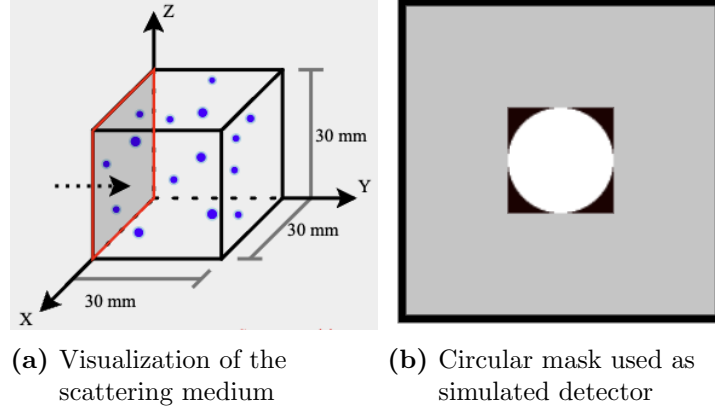 Z
30 mm
Y
30 mm
30 mm
X
(a) Visualization of the
scattering medium
(b) Circular mask used as
simulated detector